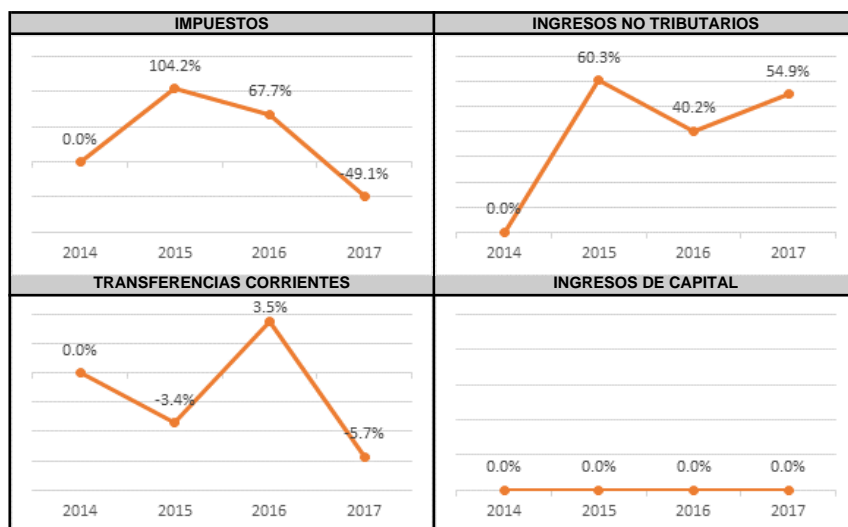 IMPUESTOS
104.2%
67.7%
0.0%
-49.1%
2014 2015 2016 2017
INGRESOS NO TRIBUTARIOS
60.3%
54.9%
40.2%
0.0%
2014 2015 2016 2017
TRANSFERENCIAS CORRIENTES
3.5%
0.0%
-3.4%
-5.7%
2014 2015 2016 2017
INGRESOS DE CAPITAL
0.0% 0.0% 0.0% 0.0%
2014 2015 2016 2017